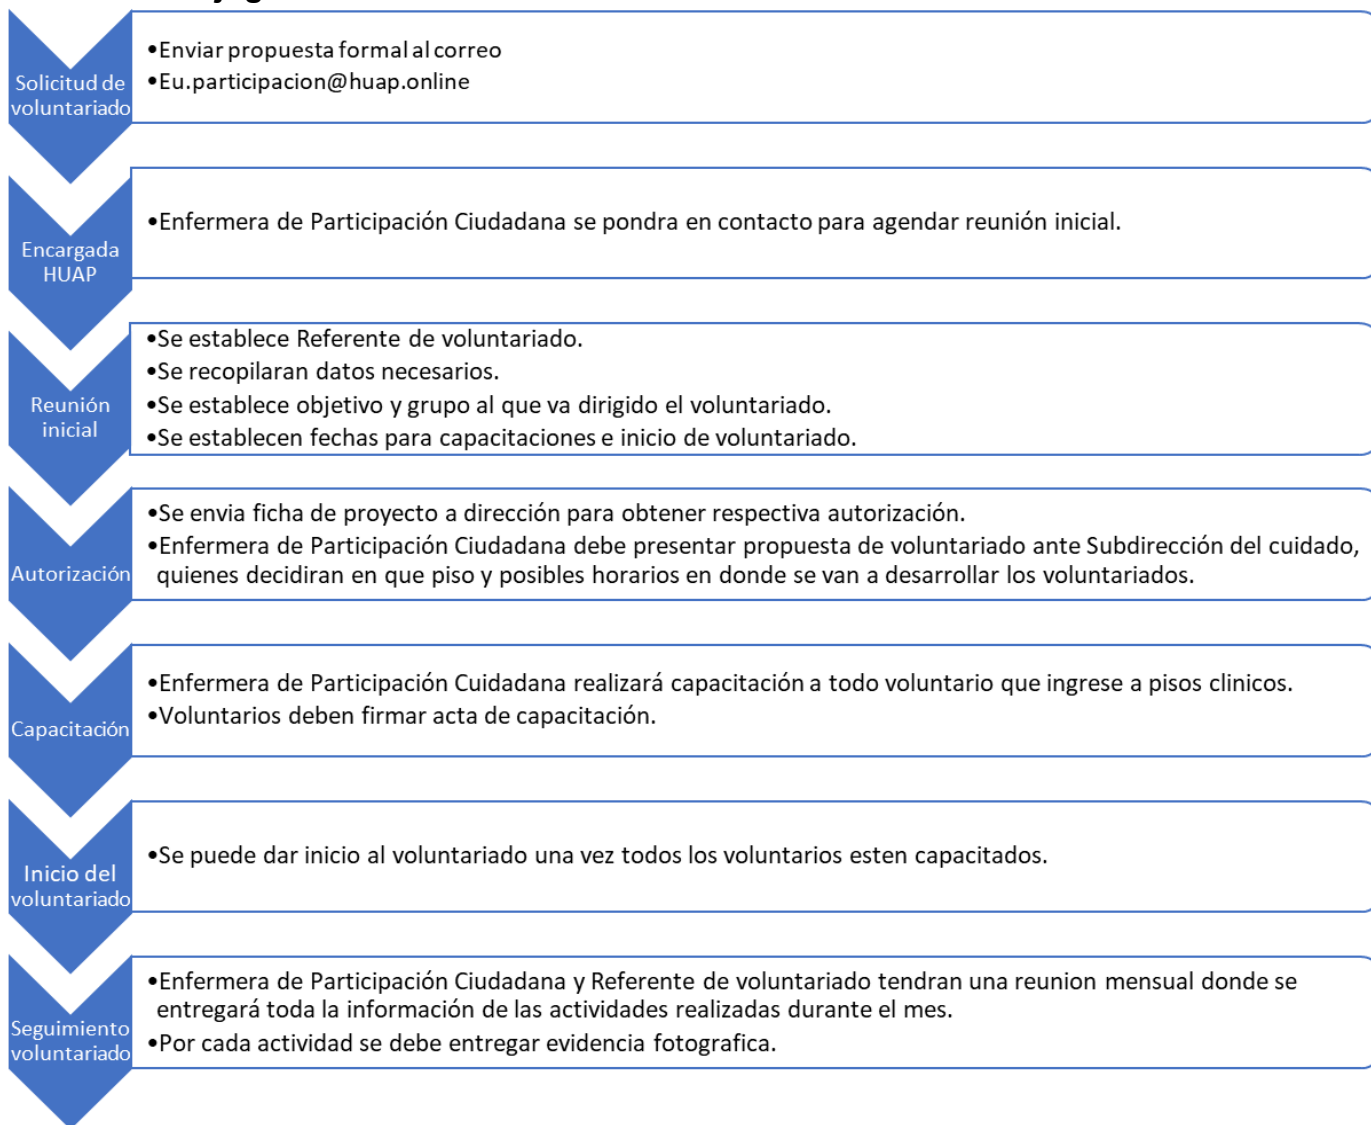 Solicitud de
voluntariado
•Enviar propuesta formal al correo
•Eu.participacion@huap.online
Encargada
HUAP
•Enfermera de Participación Ciudadana se pondra en contacto para agendar reunión inicial.
Reunión
inicial
•Se establece Referente de voluntariado.
•Se recopilaran datos necesarios.
•Se establece objetivo y grupo al que va dirigido el voluntariado.
•Se establecen fechas para capacitaciones e inicio de voluntariado.
Autorización
•Se envia ficha de proyecto a dirección para obtener respectiva autorización.
•Enfermera de Participación Ciudadana debe presentar propuesta de voluntariado ante Subdirección del cuidado,
quienes decidiran en que piso y posibles horarios en donde se van a desarrollar los voluntariados.
Capacitación
•Enfermera de Participación Cuidadana realizará capacitación a todo voluntario que ingrese a pisos clinicos.
•Voluntarios deben firmar acta de capacitación.
Inicio del
voluntariado
•Se puede dar inicio al voluntariado una vez todos los voluntarios esten capacitados.
Seguimiento
voluntariado
•Enfermera de Participación Ciudadana y Referente de voluntariado tendran una reunion mensual donde se
entregará toda la información de las actividades realizadas durante el mes.
•Por cada actividad se debe entregar evidencia fotografica.